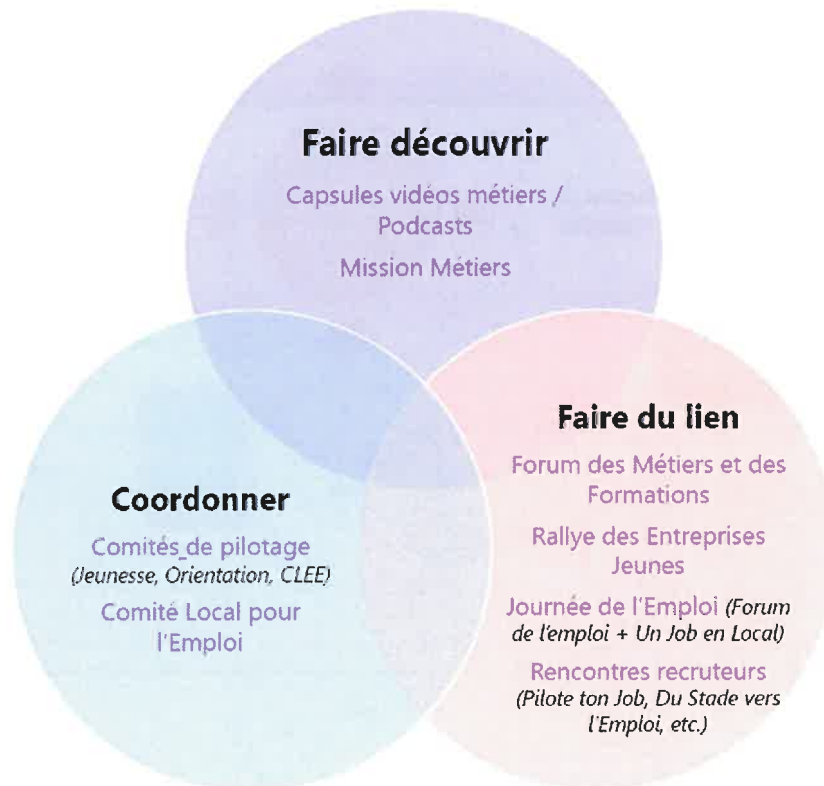 Faire découvrir
Capsules vidéos métiers /
Podcasts
Mission Métiers
Coordonner
Comités de pilotage
(Jeunesse, Orientation, CLEE)
Comité Local pour
l'Emploi
Faire du lien
Forum des Métiers et des
Formations
Rallye des Entreprises
Jeunes
Journée de l'Emploi (Forum
de l'emploi + Un Job en Local)
Rencontres recruteurs
(Pilote ton Job, Du Stade vers
l'Emploi, etc.)